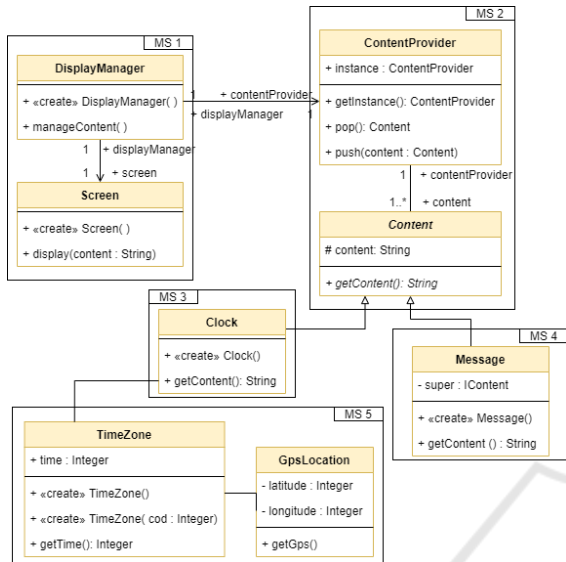 MS 1
DisplayManager
+ «create» DisplayManager( )
+ manageContent( )
1
+ contentProvider
+ displayManager
1
1
+ displayManager
1
+ screen
Screen
+ «create» Screen( )
+ display(content : String)
MS 2
ContentProvider
+ instance : ContentProvider
+ getInstance(): ContentProvider
+ pop(): Content
+ push(content : Content)
1
+ contentProvider
1..*
+ content
Content
# content: String
+ getContent(): String
MS 3
Clock
+ «create» Clock()
+ getContent(): String
MS 4
Message
- super : IContent
+ «create» Message()
+ getContent () : String
MS 5
TimeZone
+ time : Integer
+ «create» TimeZone()
+ «create» TimeZone( cod : Integer)
+ getTime(): Integer
GpsLocation
- latitude : Integer
- longitude : Integer
+ getGps()